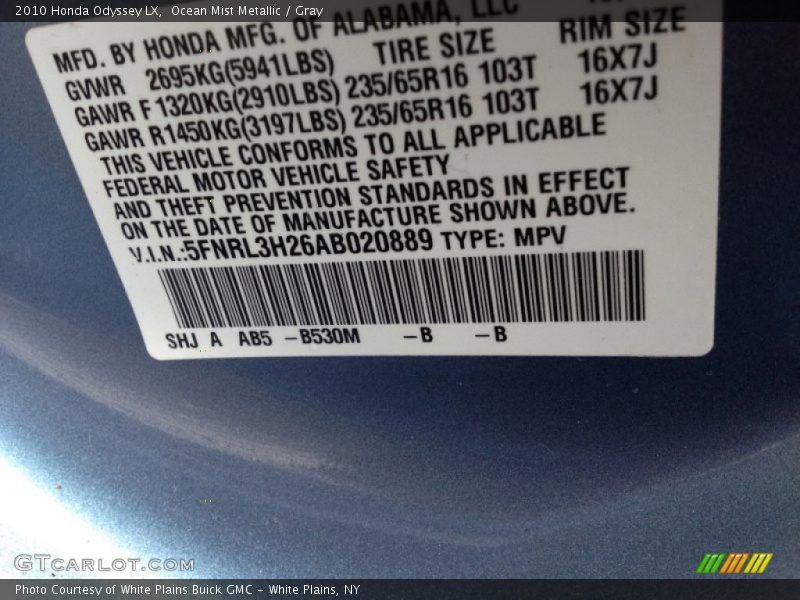 2010 Honda Odyssey LX, Ocean Mist Metallic / Gray
MFD. BY HONDA MFG. OF ALABAMA, LLC
TIRE SIZE RIM SIZE
GVWR 2695KG(5941LBS)
GAWR F 1320KG(2910LBS) 235/65R16 103T 16X7J
GAWR R1450KG(3197LBS) 235/65R16 103T 16X7J
THIS VEHICLE CONFORMS TO ALL APPLICABLE
FEDERAL MOTOR VEHICLE SAFETY
AND THEFT PREVENTION STANDARDS IN EFFECT
ON THE DATE OF MANUFACTURE SHOWN ABOVE.
V.I.N.:5FNRL3H26AB020889 TYPE: MPV
SHJ A AB5 -B530M -B -B
GTCARLOT.COM
Photo Courtesy of White Plains Buick GMC - White Plains, NY